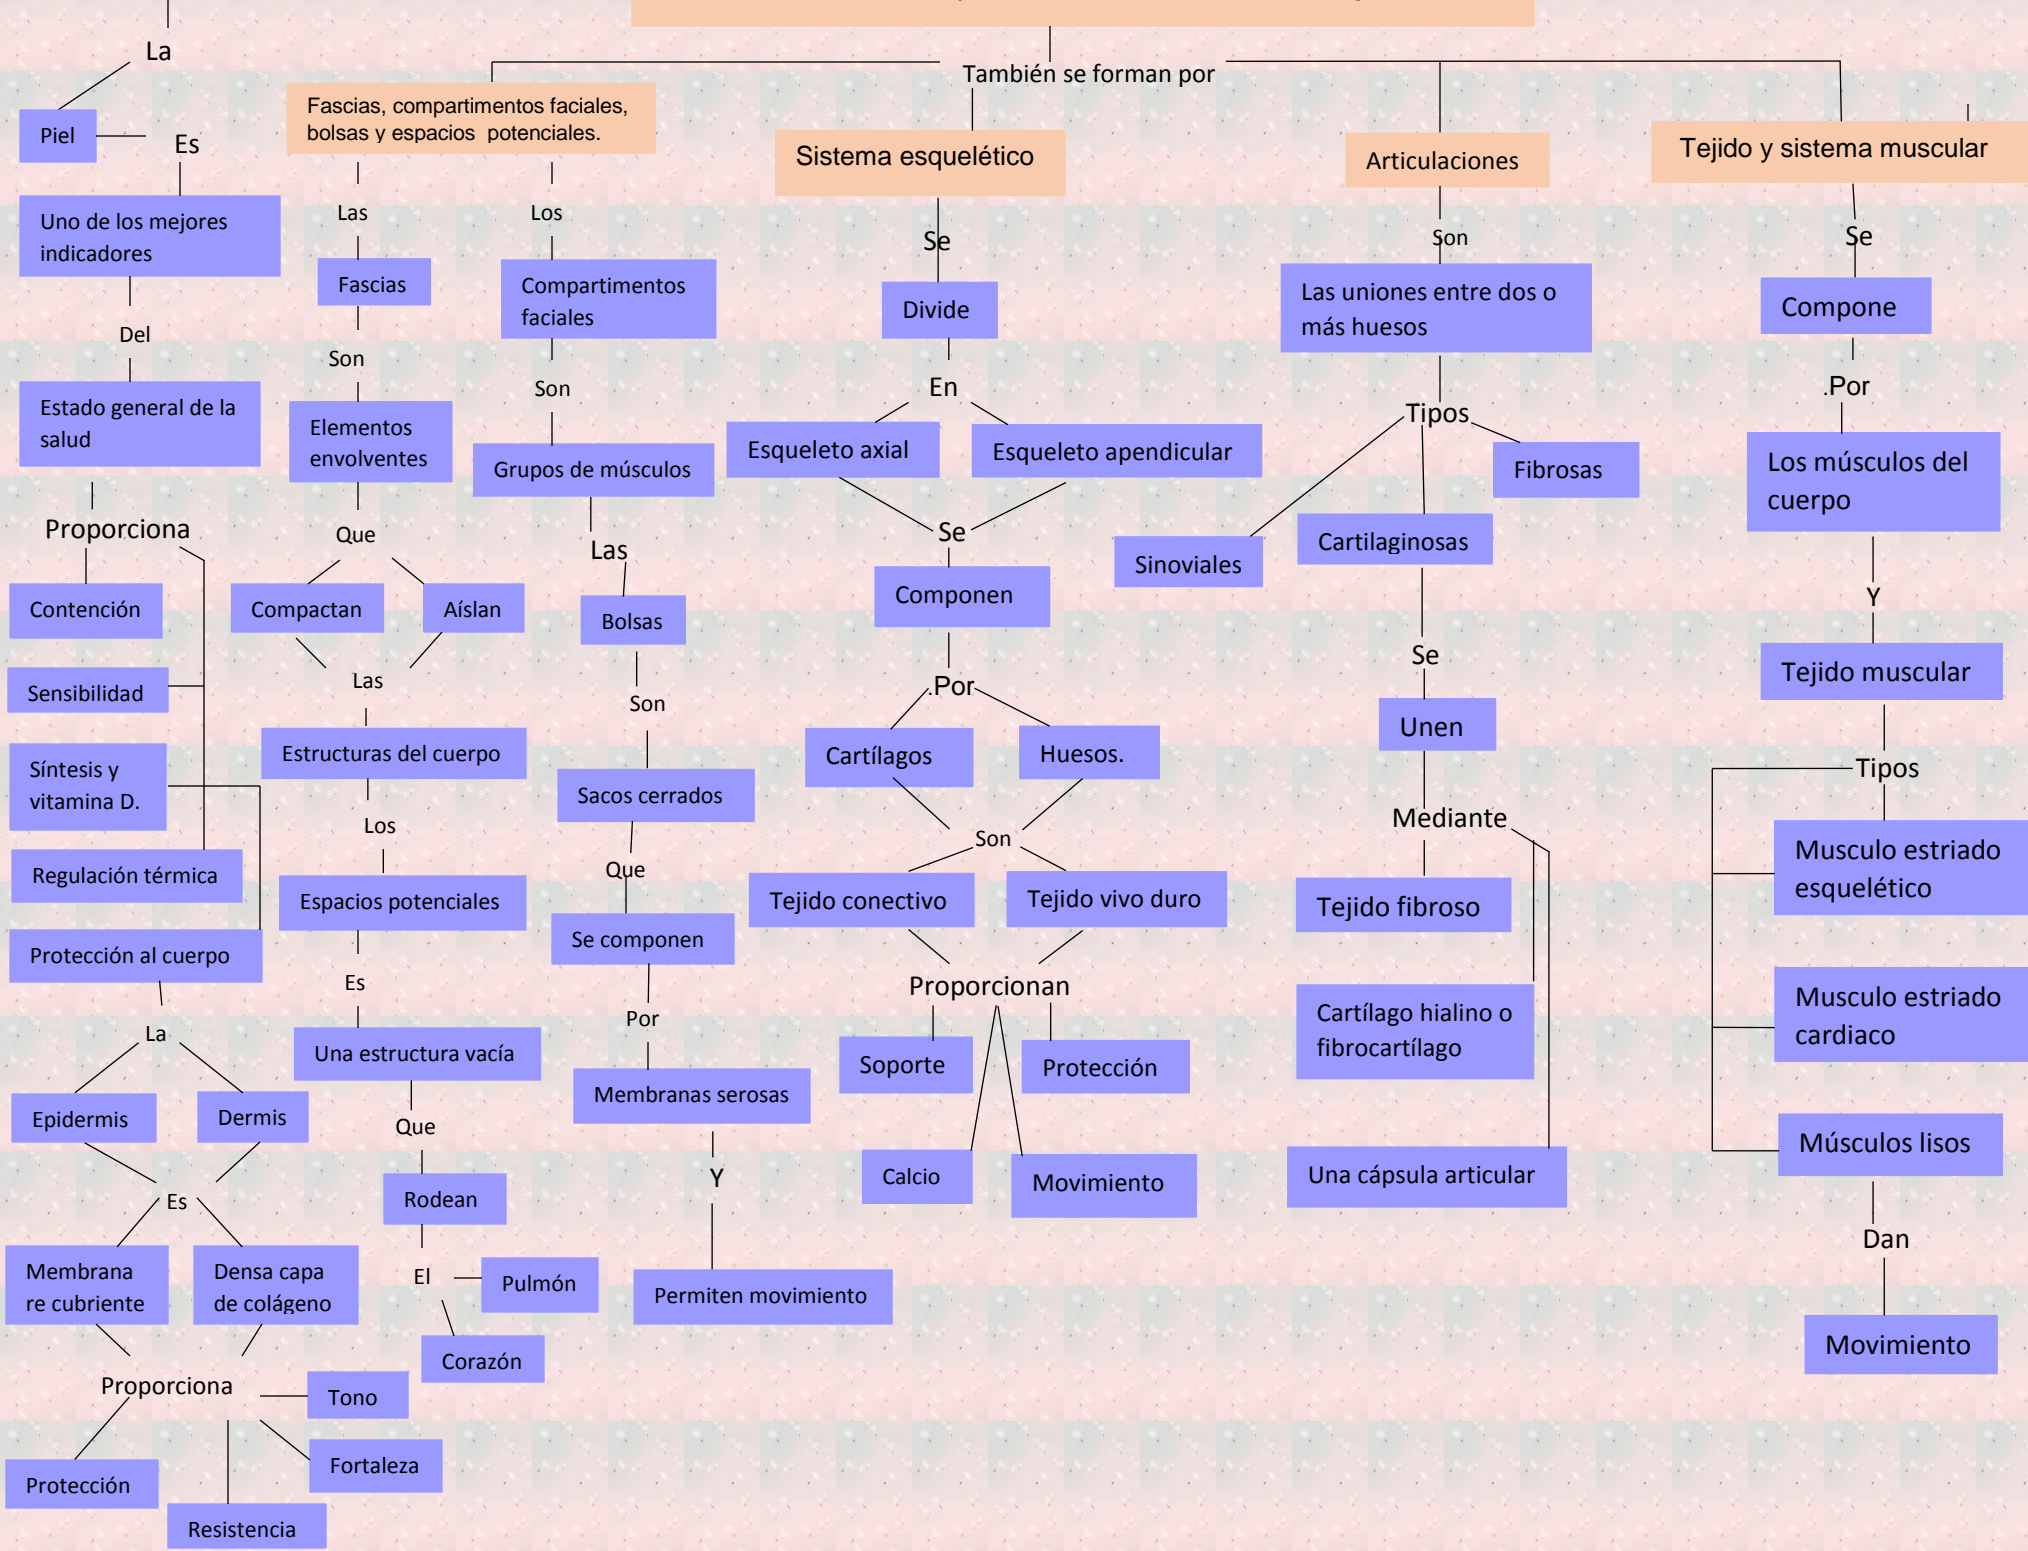 La
También se forman por
Piel
Es
Uno de los mejores
indicadores
Del
Estado general de la
salud
Proporciona
Contención
Sensibilidad
Síntesis y
vitamina D.
Regulación térmica
Protección al cuerpo
La
Epidermis
Dermis
Es
Membrana
re cubriente
Densa capa
de colágeno
Proporciona
Tono
Fortaleza
Protección
Resistencia
Fascias, compartimentos faciales,
bolsas y espacios potenciales.
Las
Fascias
Son
Elementos
envolventes
Que
Compactan
Aíslan
Las
Estructuras del cuerpo
Los
Espacios potenciales
Es
Una estructura vacía
Que
Rodean
El
Pulmón
Corazón
Los
Compartimentos
faciales
Son
Grupos de músculos
Las
Bolsas
Son
Sacos cerrados
Que
Se componen
Por
Membranas serosas
Y
Permiten movimiento
Sistema esquelético
Se
Divide
En
Esqueleto axial
Esqueleto apendicular
Se
Componen
.Por
Cartílagos
Huesos.
Son
Tejido conectivo
Tejido vivo duro
Proporcionan
Soporte
Protección
Calcio
Movimiento
Articulaciones
Son
Las uniones entre dos o
más huesos
Tipos
Fibrosas
Cartilaginosas
Sinoviales
Se
Unen
Mediante
Tejido fibroso
Cartílago hialino o
fibrocartílago
Una cápsula articular
Tejido y sistema muscular
Se
Compone
.Por
Los músculos del
cuerpo
Y
Tejido muscular
Tipos
Musculo estriado
esquelético
Musculo estriado
cardiaco
Músculos lisos
Dan
Movimiento